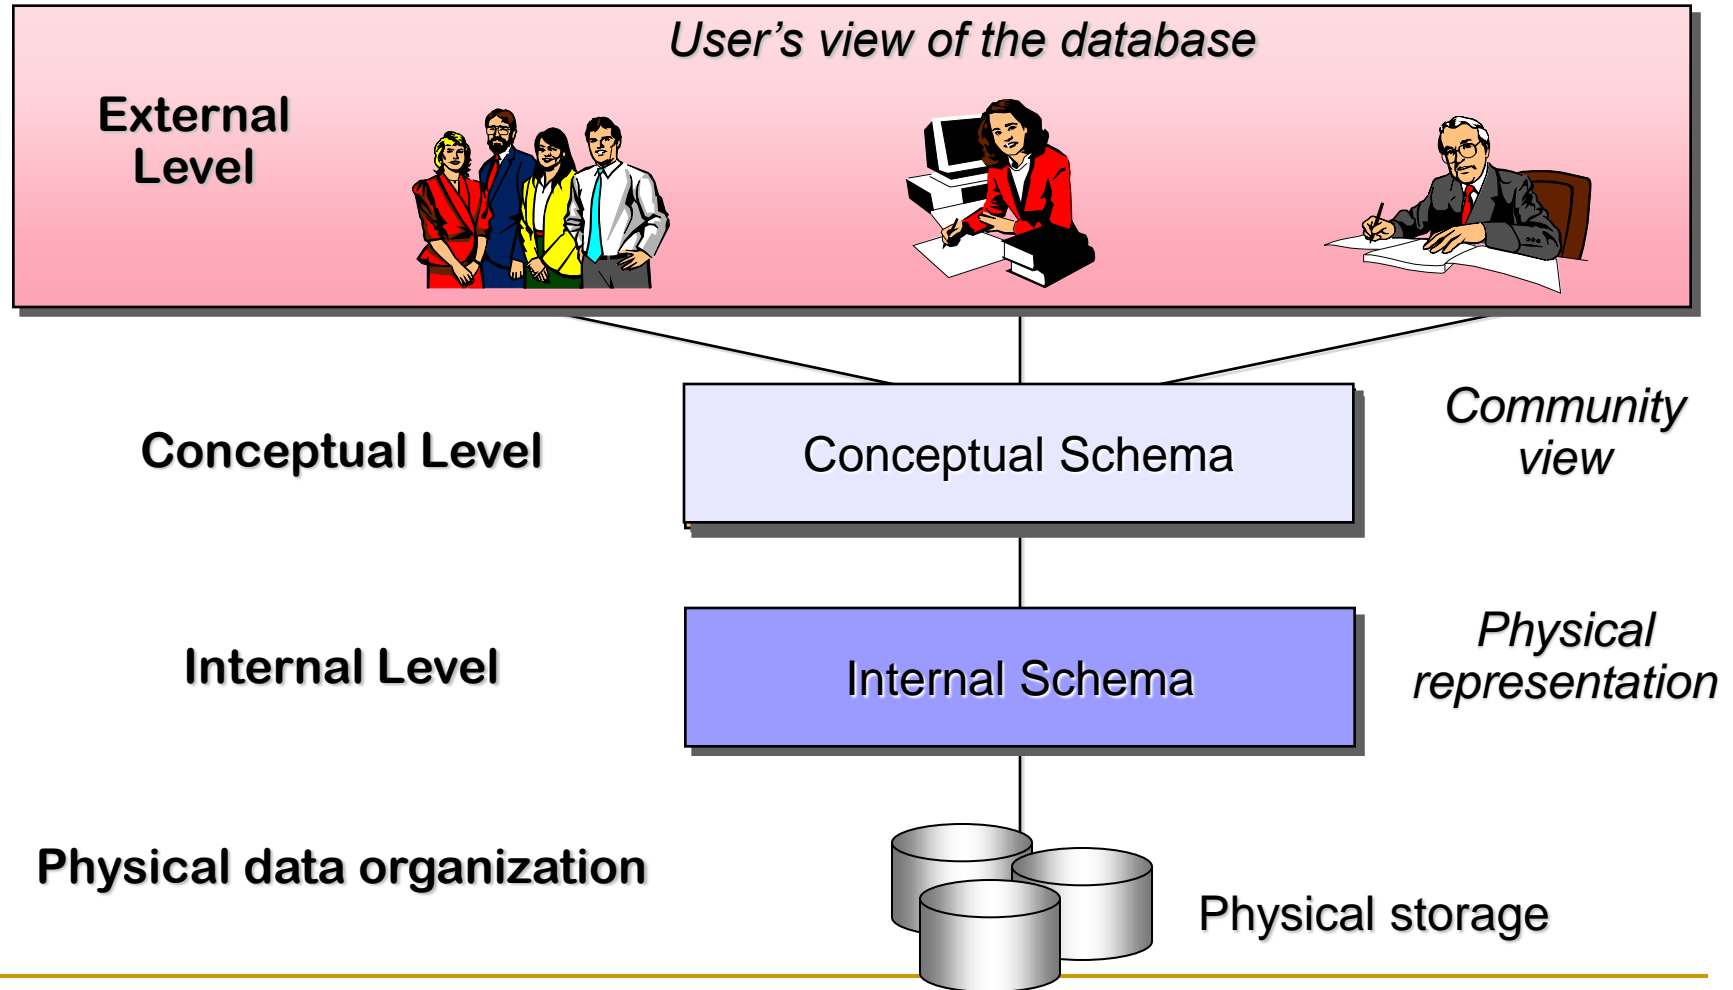 User’s view of the database
External
Level
Conceptual Level
Conceptual Schema
Community
view
Internal Level
Internal Schema
Physical
representation
Physical data organization
Physical storage